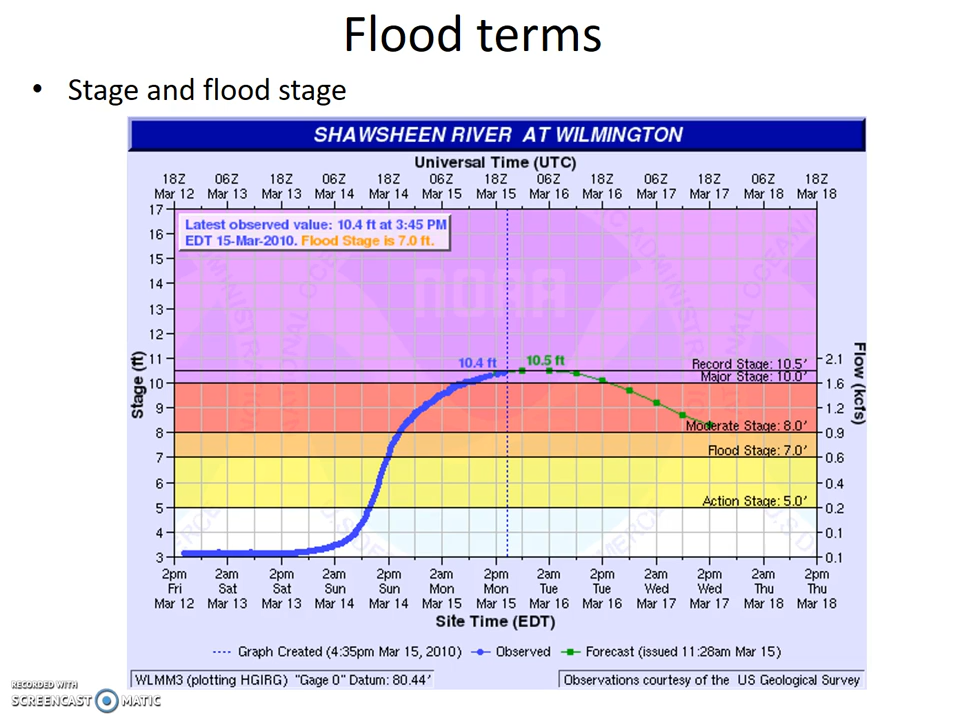 Flood terms
• Stage and flood stage
SHAWSHEEN RIVER AT WILMINGTON
Universal Time (UTC)
18Z 06Z 18Z 06Z 18Z 06Z 18Z 06Z 18Z 06Z 18Z 06Z 18Z
Mar 12 Mar 13 Mar 13 Mar 14 Mar 14 Mar 15 Mar 15 Mar 16 Mar 16 Mar 17 Mar 17 Mar 18 Mar 18
17
Latest observed value: 10.4 ft at 3:45 PM
16
EDT 15-Mar-2010. Flood Stage is 7.0 ft.
15
14
NOAA
13
12
11 10.4 ft 10.5 ft Record Stage: 10.5' 2.1
Major Stage: 10.0'
10 1.6
Stage (ft)
Flow (kcfs)
9 1.2
Moderate Stage: 8.0'
8 0.9
Flood Stage: 7.0'
7 0.6
6 0.4
Action Stage: 5.0'
5 0.2
4 0.1
3 0.1
2pm 2am 2pm 2am 2pm 2am 2pm 2am 2pm 2am 2pm 2am 2pm
Fri Sat Sat Sun Sun Mon Mon Tue Tue Wed Wed Thu Thu
Mar 12 Mar 13 Mar 13 Mar 14 Mar 14 Mar 15 Mar 15 Mar 16 Mar 16 Mar 17 Mar 17 Mar 18 Mar 18
Site Time (EDT)
Graph Created (4:35pm Mar 15, 2010) Observed Forecast (issued 11:28am Mar 15)
WLMM3 (plotting HGIRG) "Gage 0" Datum: 80.44' Observations courtesy of the US Geological Survey
RECORDED WITH
SCREENCAST MATIC